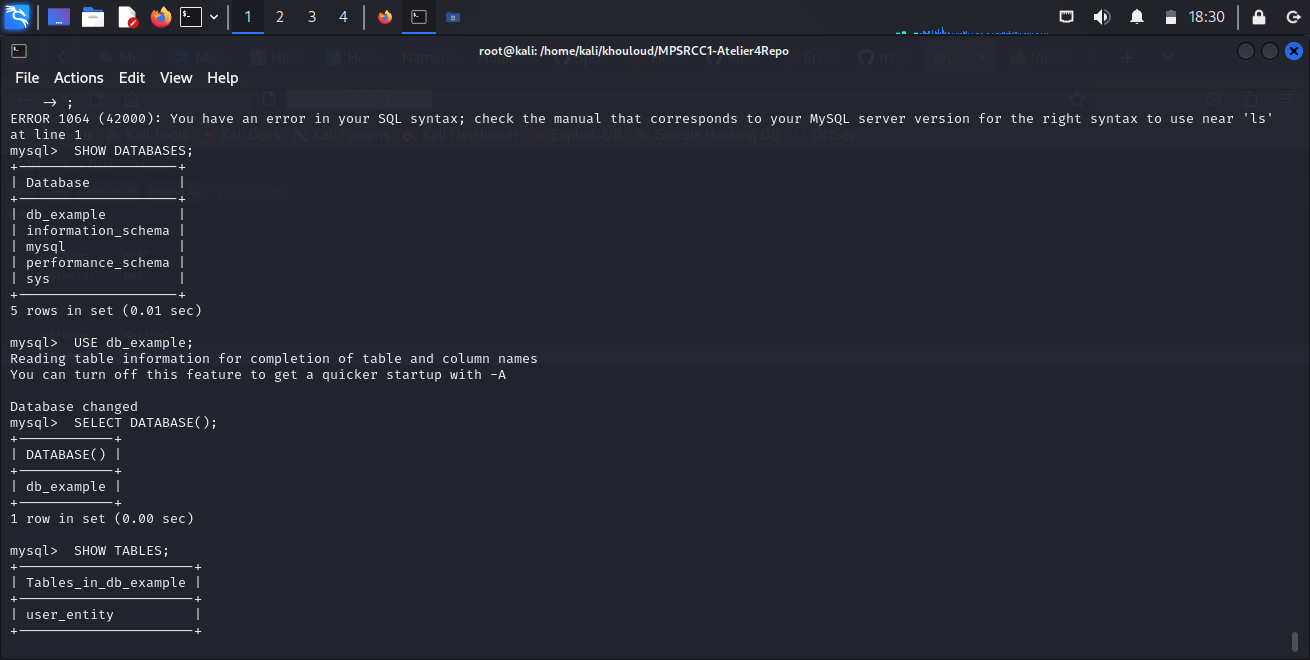 1 2 3 4 18:30
root@kali: /home/kali/khouloud/MPSRCC1-Atelier4Repo
File Actions Edit View Help
-> ;
ERROR 1064 (42000): You have an error in your SQL syntax; check the manual that corresponds to your MySQL server version for the right syntax to use near 'ls'
at line 1
mysql>  SHOW DATABASES;
+--------------------+
| Database           |
+--------------------+
| db_example         |
| information_schema |
| mysql              |
| performance_schema |
| sys                |
+--------------------+
5 rows in set (0.01 sec)
mysql>  USE db_example;
Reading table information for completion of table and column names
You can turn off this feature to get a quicker startup with -A
Database changed
mysql>  SELECT DATABASE();
+------------+
| DATABASE() |
+------------+
| db_example |
+------------+
1 row in set (0.00 sec)
mysql>  SHOW TABLES;
+----------------------+
| Tables_in_db_example |
+----------------------+
| user_entity          |
+----------------------+